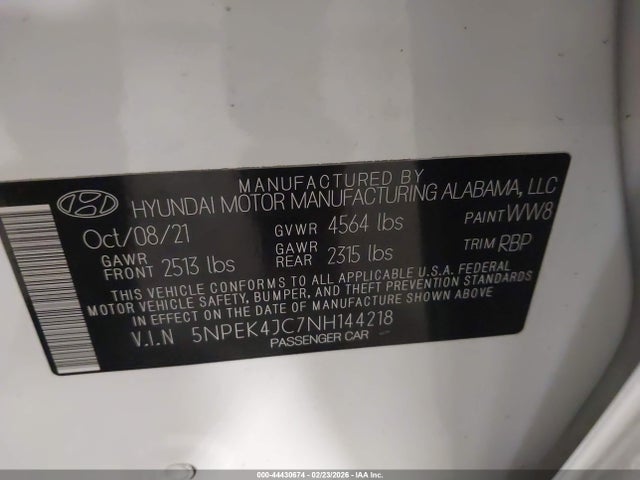 MANUFACTURED BY
HYUNDAI MOTOR MANUFACTURING ALABAMA, LLC
Oct/08/21 GVWR 4564 lbs PAINT WW8
GAWR FRONT 2513 lbs GAWR REAR 2315 lbs TRIM RBP
THIS VEHICLE CONFORMS TO ALL APPLICABLE U.S.A. FEDERAL
MOTOR VEHICLE SAFETY, BUMPER, AND THEFT PREVENTION STANDARDS
IN EFFECT ON THE DATE OF MANUFACTURE SHOWN ABOVE.
V.I.N 5NPEK4JC7NH144218
PASSENGER CAR
000-44430674 - 02/23/2026 - IAA Inc.